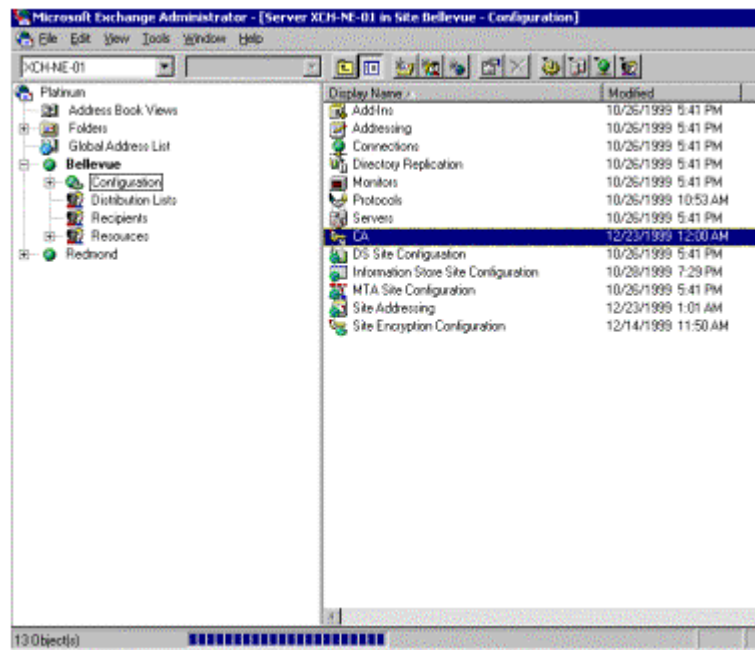 Microsoft Exchange Administrator - [Server XCH-NE-01 in Site Bellevue - Configuration]
File Edit View Tools Window Help
XCH-NE-01
Platinum
Address Book Views
Folders
Global Address List
Bellevue
Configuration
Distribution Lists
Recipients
Resources
Redmond
Display Name Modified
Add-Ins 10/26/1999 5:41 PM
Addressing 10/26/1999 5:41 PM
Connections 10/26/1999 5:41 PM
Directory Replication 10/26/1999 5:41 PM
Monitors 10/26/1999 5:41 PM
Protocols 10/26/1999 10:53 AM
Servers 10/26/1999 5:41 PM
CA 12/23/1999 12:00 AM
DS Site Configuration 10/26/1999 5:41 PM
Information Store Site Configuration 10/28/1999 7:29 PM
MTA Site Configuration 10/26/1999 5:41 PM
Site Addressing 12/23/1999 1:01 AM
Site Encryption Configuration 12/14/1999 11:50 AM
13 Object(s)